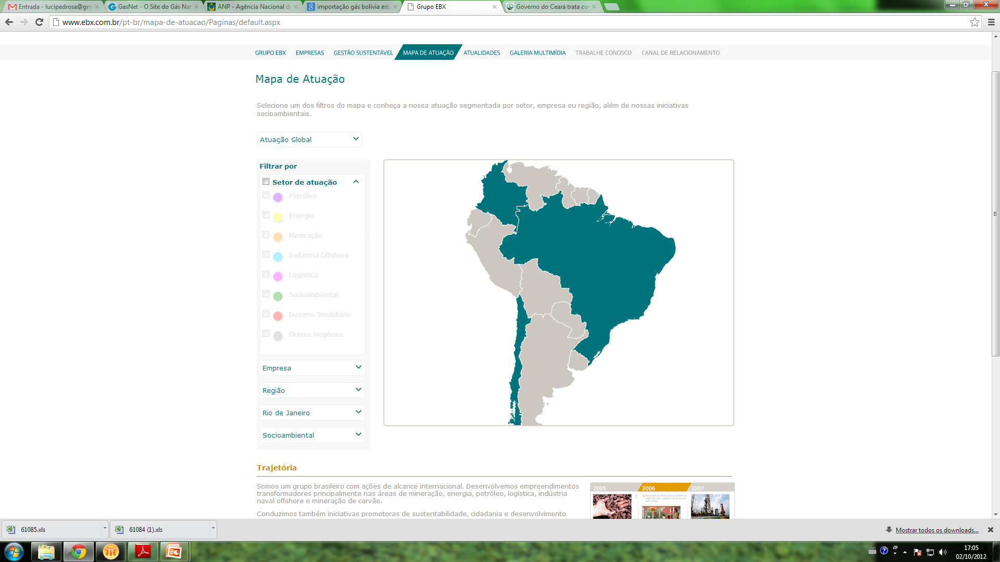 Entrada - lucipedrosa@gm
GasNet - O Site do Gás Nat
ANP - Agência Nacional d
importação gás bolivia est
Grupo EBX
Governo do Ceará trata co
www.ebx.com.br/pt-br/mapa-de-atuacao/Paginas/default.aspx
GRUPO EBX
EMPRESAS
GESTÃO SUSTENTÁVEL
MAPA DE ATUAÇÃO
ATUALIDADES
GALERIA MULTIMÍDIA
TRABALHE CONOSCO
CANAL DE RELACIONAMENTO
Mapa de Atuação
Selecione um dos filtros do mapa e conheça a nossa atuação segmentada por setor, empresa ou região, além de nossas iniciativas
socioambientais.
Atuação Global
Filtrar por
Setor de atuação
Petróleo
Energia
Mineração
Indústria Offshore
Logística
Socioambiental
Desenv. Imobiliário
Outros Negócios
Empresa
Região
Rio de Janeiro
Socioambiental
Trajetória
Somos um grupo brasileiro com ações de alcance internacional. Desenvolvemos empreendimentos
transformadores principalmente nas áreas de mineração, energia, petróleo, logística, indústria
naval offshore e mineração de carvão.
Conduzimos também iniciativas promotoras de sustentabilidade, cidadania e desenvolvimento
2005
2006
2007
61085.xls
61084 (1).xls
Mostrar todos os downloads...
17:05
02/10/2012